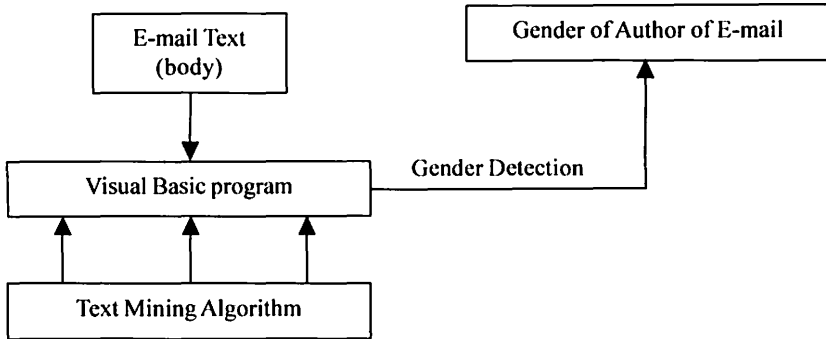 E-mail Text
(body)
Gender of Author of E-mail
Visual Basic program
Gender Detection
Text Mining Algorithm